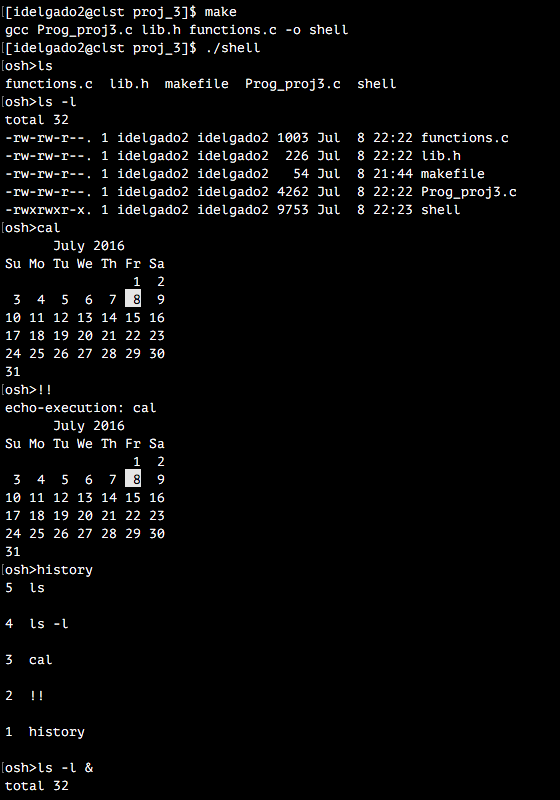 [idelgado2@clst proj_3]$ make
gcc Prog_proj3.c lib.h functions.c -o shell
[idelgado2@clst proj_3]$ ./shell
osh>ls
functions.c  lib.h  makefile  Prog_proj3.c  shell
osh>ls -l
total 32
-rw-rw-r--. 1 idelgado2 idelgado2 1003 Jul  8 22:22 functions.c
-rw-rw-r--. 1 idelgado2 idelgado2  226 Jul  8 22:22 lib.h
-rw-rw-r--. 1 idelgado2 idelgado2   54 Jul  8 21:44 makefile
-rw-rw-r--. 1 idelgado2 idelgado2 4262 Jul  8 22:22 Prog_proj3.c
-rwxrwxr-x. 1 idelgado2 idelgado2 9753 Jul  8 22:23 shell
osh>cal
      July 2016
Su Mo Tu We Th Fr Sa
                1  2
 3  4  5  6  7  8  9
10 11 12 13 14 15 16
17 18 19 20 21 22 23
24 25 26 27 28 29 30
31
osh>!!
echo-execution: cal
      July 2016
Su Mo Tu We Th Fr Sa
                1  2
 3  4  5  6  7  8  9
10 11 12 13 14 15 16
17 18 19 20 21 22 23
24 25 26 27 28 29 30
31
osh>history
5  ls
4  ls -l
3  cal
2  !!
1  history
osh>ls -l &
total 32